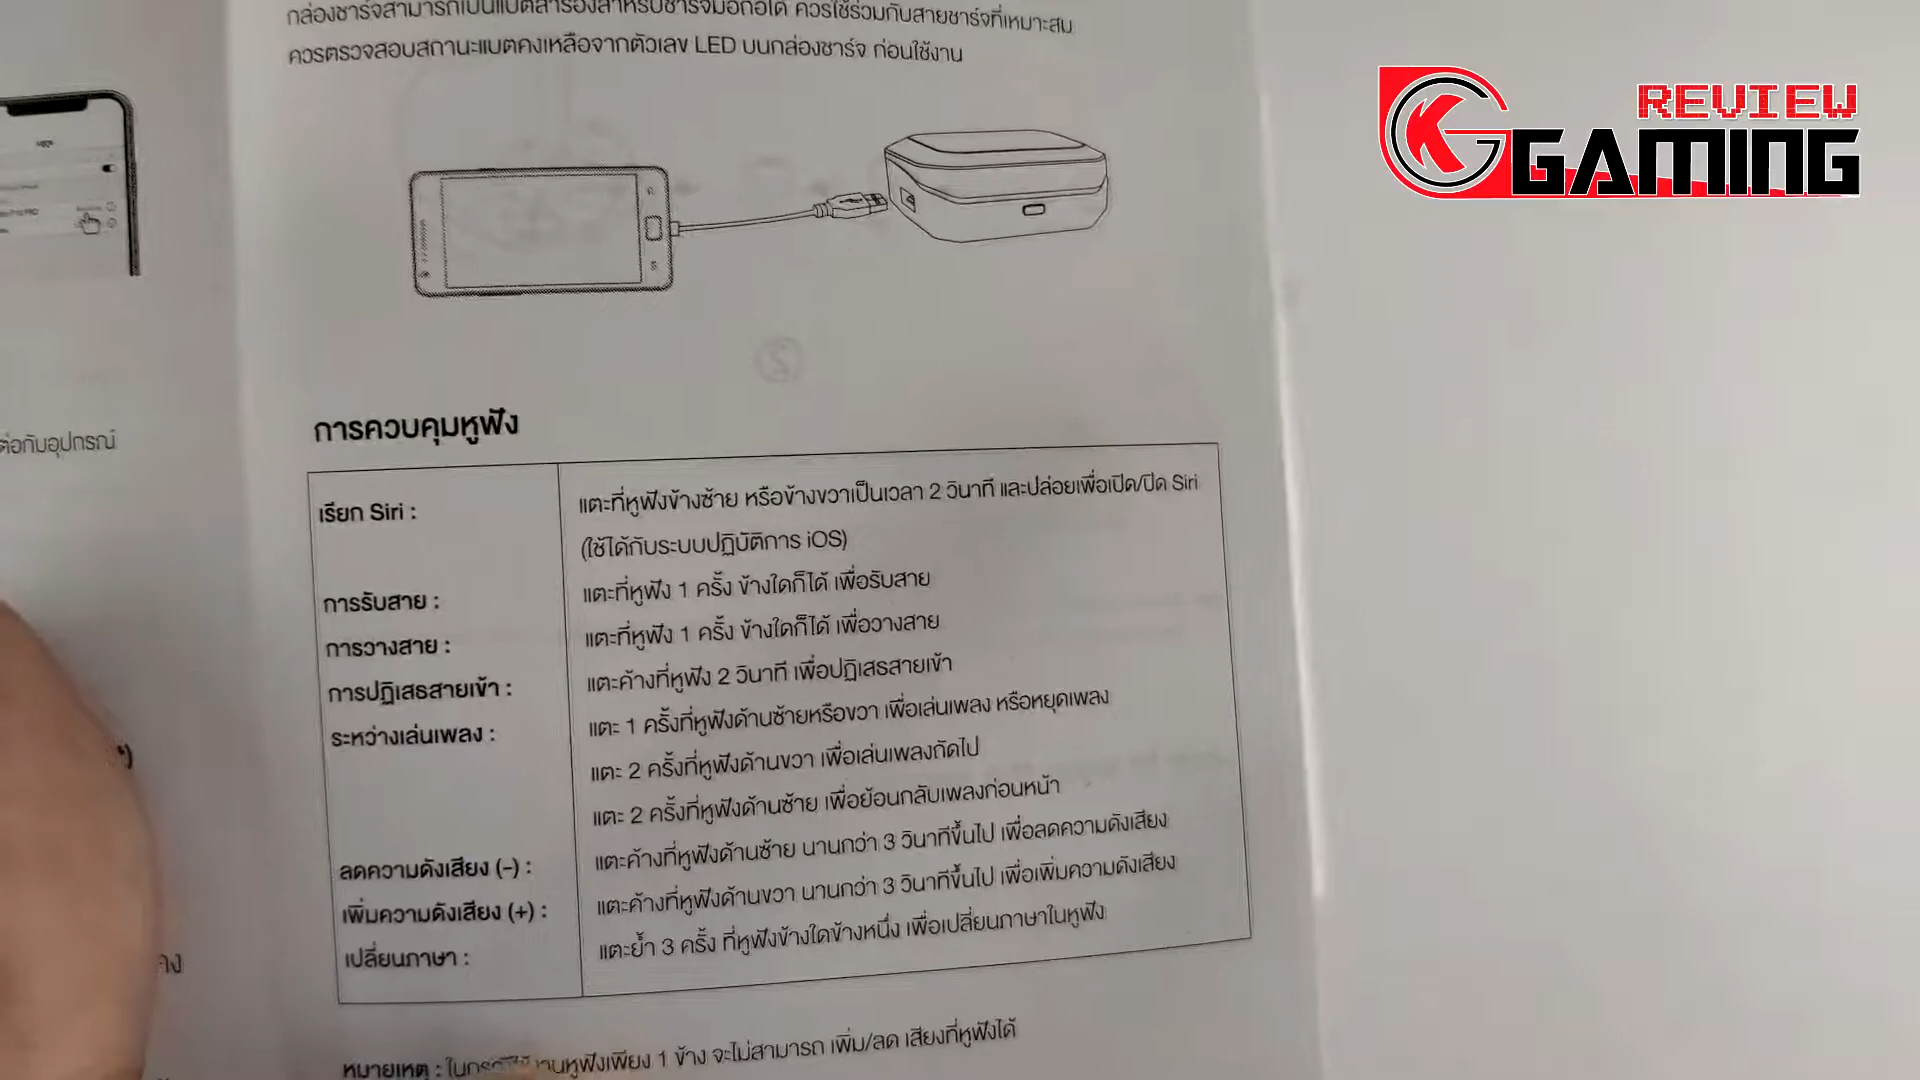 กล่องชาร์จสามารถเป็นแบตสำรองสำหรับชาร์จมือถือได้ ควรใช้ร่วมกับสายชาร์จที่เหมาะสม
ควรตรวจสอบสถานะแบตคงเหลือจากตัวเลข LED บนกล่องชาร์จ ก่อนใช้งาน
REVIEW
GAMING
ต่อกับอุปกรณ์
การควบคุมหูฟัง
เรียก Siri : แตะที่หูฟังข้างซ้าย หรือข้างขวาเป็นเวลา 2 วินาที และปล่อยเพื่อเปิด/ปิด Siri
(ใช้ได้กับระบบปฏิบัติการ iOS)
การรับสาย : แตะที่หูฟัง 1 ครั้ง ข้างใดก็ได้ เพื่อรับสาย
การวางสาย : แตะที่หูฟัง 1 ครั้ง ข้างใดก็ได้ เพื่อวางสาย
การปฏิเสธสายเข้า : แตะค้างที่หูฟัง 2 วินาที เพื่อปฏิเสธสายเข้า
ระหว่างเล่นเพลง : แตะ 1 ครั้งที่หูฟังด้านซ้ายหรือขวา เพื่อเล่นเพลง หรือหยุดเพลง
แตะ 2 ครั้งที่หูฟังด้านขวา เพื่อเล่นเพลงถัดไป
แตะ 2 ครั้งที่หูฟังด้านซ้าย เพื่อย้อนกลับเพลงก่อนหน้า
ลดความดังเสียง (-) : แตะค้างที่หูฟังด้านซ้าย นานกว่า 3 วินาทีขึ้นไป เพื่อลดความดังเสียง
เพิ่มความดังเสียง (+) : แตะค้างที่หูฟังด้านขวา นานกว่า 3 วินาทีขึ้นไป เพื่อเพิ่มความดังเสียง
เปลี่ยนภาษา : แตะย้ำ 3 ครั้ง ที่หูฟังข้างใดข้างหนึ่ง เพื่อเปลี่ยนภาษาในหูฟัง
หมายเหตุ : ในกรณีใช้งานหูฟังเพียง 1 ข้าง จะไม่สามารถ เพิ่ม/ลด เสียงที่หูฟังได้